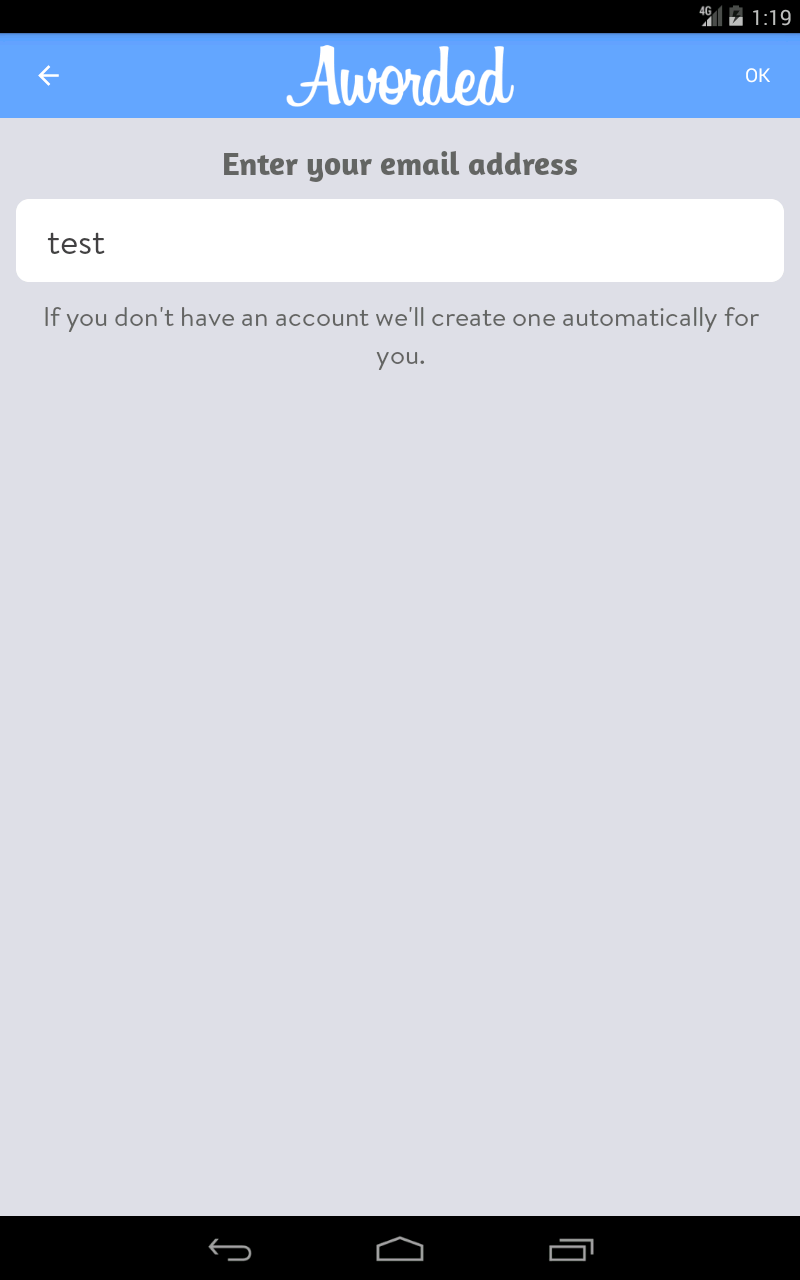 4G 1:19
Aworded
OK
Enter your email address
test
If you don't have an account we'll create one automatically for
you.